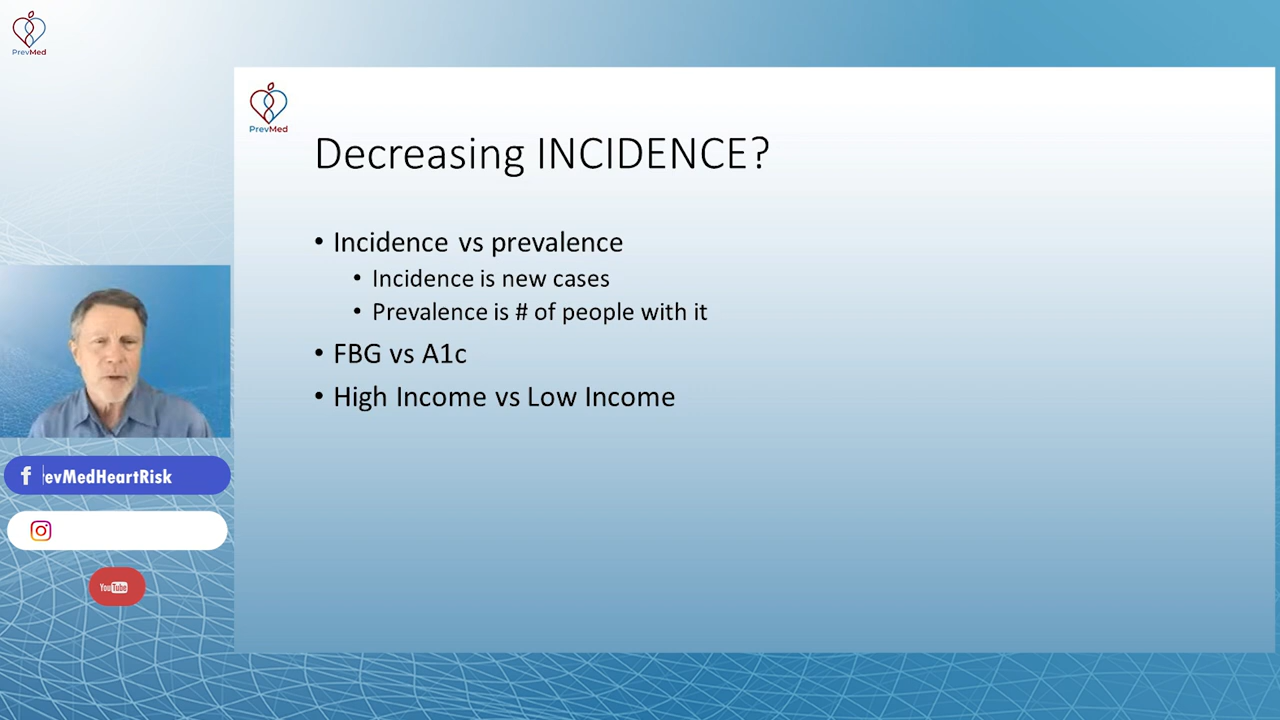 PrevMed
PrevMed
Decreasing INCIDENCE?
• Incidence vs prevalence
• Incidence is new cases
• Prevalence is # of people with it
• FBG vs A1c
• High Income vs Low Income
f evMedHeartRisk
YouTube